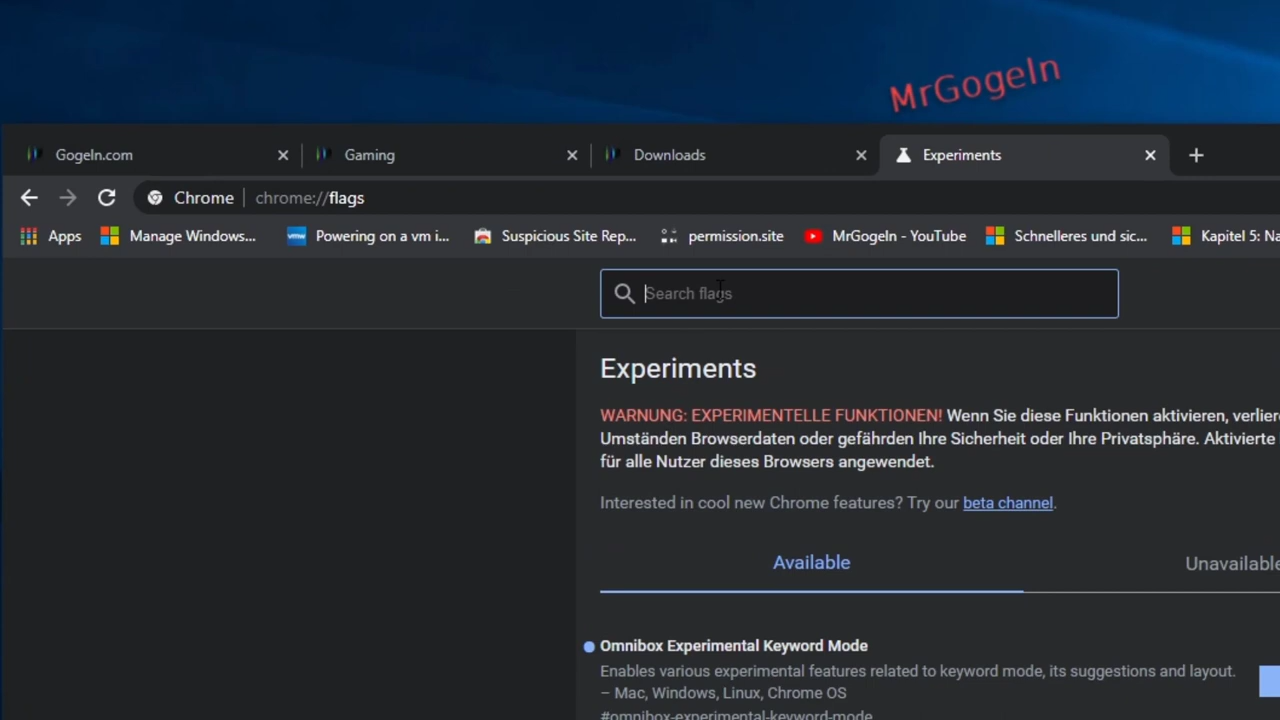 MrGogeln
Gogeln.com
Gaming
Downloads
Experiments
Chrome chrome://flags
Apps Manage Windows... Powering on a vm i... Suspicious Site Rep... permission.site MrGogeln - YouTube Schnelleres und sic... Kapitel 5: Na
Search flags
Experiments
WARNUNG: EXPERIMENTELLE FUNKTIONEN! Wenn Sie diese Funktionen aktivieren, verlier
Umständen Browserdaten oder gefährden Ihre Sicherheit oder Ihre Privatsphäre. Aktivierte
für alle Nutzer dieses Browsers angewendet.
Interested in cool new Chrome features? Try our beta channel.
Available
Unavailable
Omnibox Experimental Keyword Mode
Enables various experimental features related to keyword mode, its suggestions and layout.
– Mac, Windows, Linux, Chrome OS
#omnibox-experimental-keyword-mode